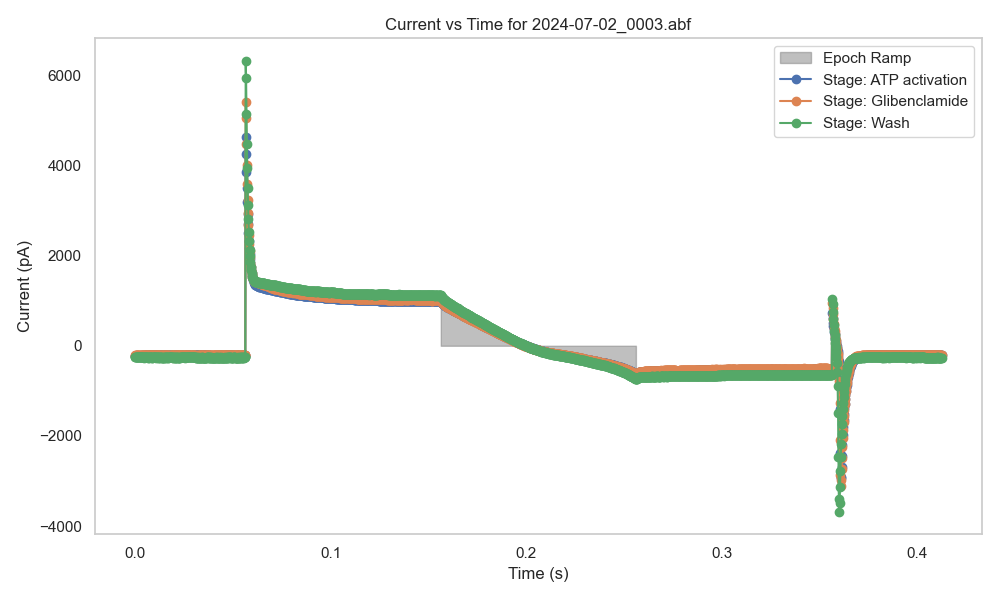 Current vs Time for 2024-07-02_0003.abf
Epoch Ramp
Stage: ATP activation
Stage: Glibenclamide
Stage: Wash
6000
4000
2000
0
−2000
−4000
Current (pA)
0.0 0.1 0.2 0.3 0.4
Time (s)